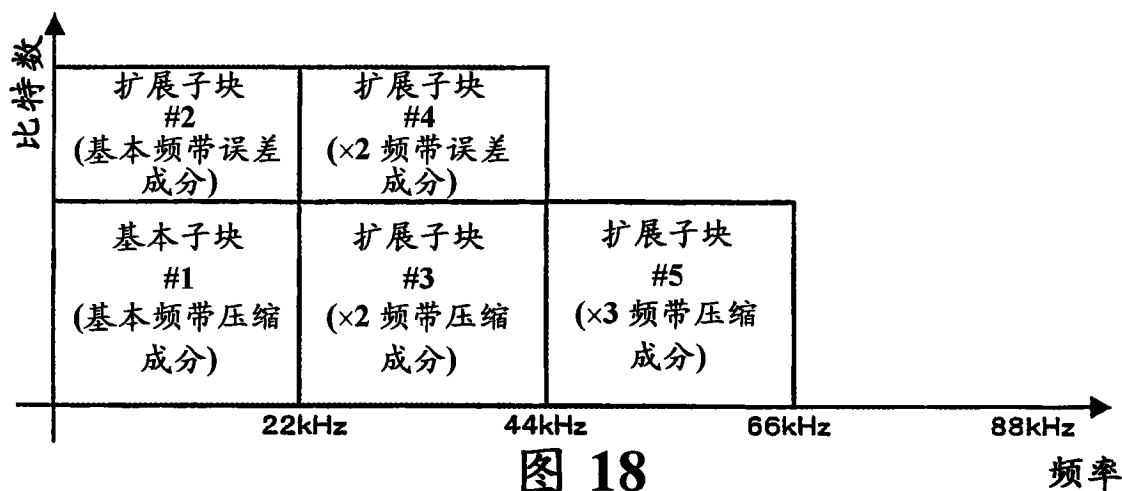 比特数
扩展子块
#2
(基本频带误差
成分)
扩展子块
#4
(×2 频带误差
成分)
基本子块
#1
(基本频带压缩
成分)
扩展子块
#3
(×2 频带压缩
成分)
扩展子块
#5
(×3 频带压缩
成分)
22kHz
44kHz
66kHz
88kHz
频率
图 18